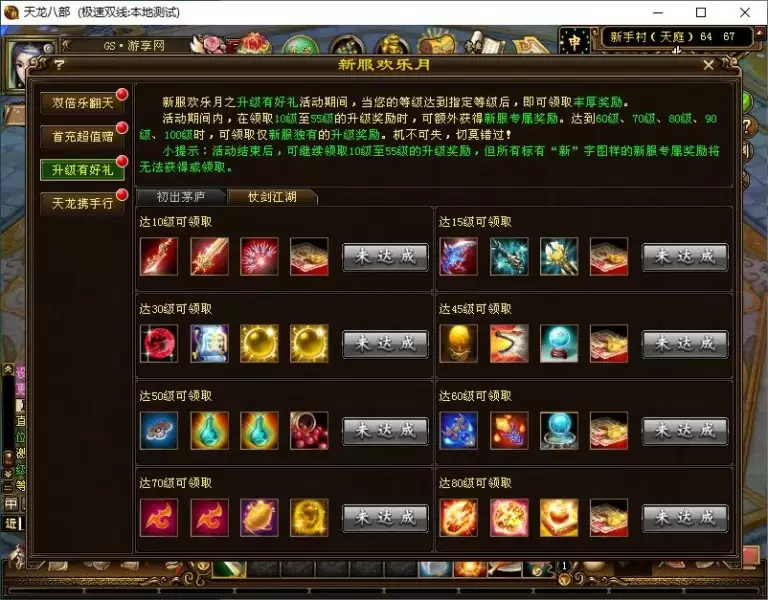 天龙八部 (极速双线:本地测试)
GS·游享网
新手村(天庭) 64 67
申
?
新服欢乐月
双倍乐翻天
首充超值赠
升级有好礼
天龙携手行
新服欢乐月之升级有好礼活动期间，当您的等级达到指定等级后，即可领取丰厚奖励。
活动期间内，在领取10级至55级的升级奖励时，可额外获得新服专属奖励。达到60级、70级、80级、90
级、100级时，可领取仅新服独有的升级奖励。机不可失，切莫错过！
小提示：活动结束后，可继续领取10级至55级的升级奖励，但所有标有“新”字图样的新服专属奖励将
无法获得或领取。
初出茅庐 仗剑江湖
达10级可领取 达15级可领取
未达成 未达成
达30级可领取 达45级可领取
未达成 未达成
达50级可领取 达60级可领取
未达成 未达成
达70级可领取 达80级可领取
未达成 未达成
近
1